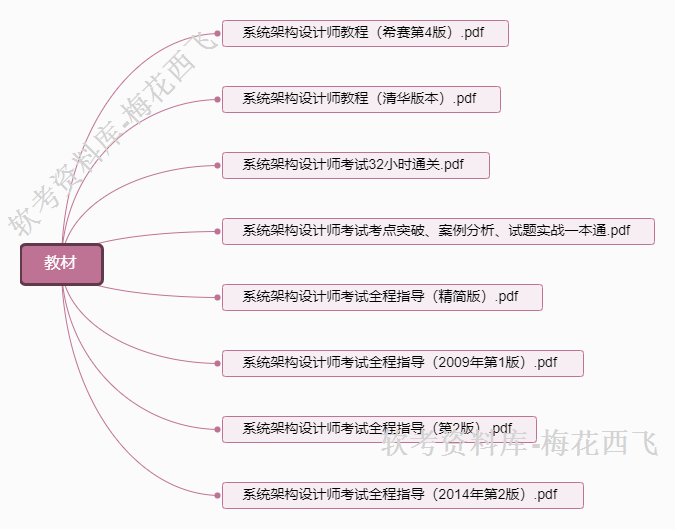 系统架构设计师教程（希赛第4版）.pdf
系统架构设计师教程（清华版本）.pdf
系统架构设计师考试32小时通关.pdf
系统架构设计师考试考点突破、案例分析、试题实战一本通.pdf
教材
系统架构设计师考试全程指导（精简版）.pdf
系统架构设计师考试全程指导（2009年第1版）.pdf
系统架构设计师考试全程指导（第2版）.pdf
系统架构设计师考试全程指导（2014年第2版）.pdf
软考资料库-梅花西飞
软考资料库-梅花西飞